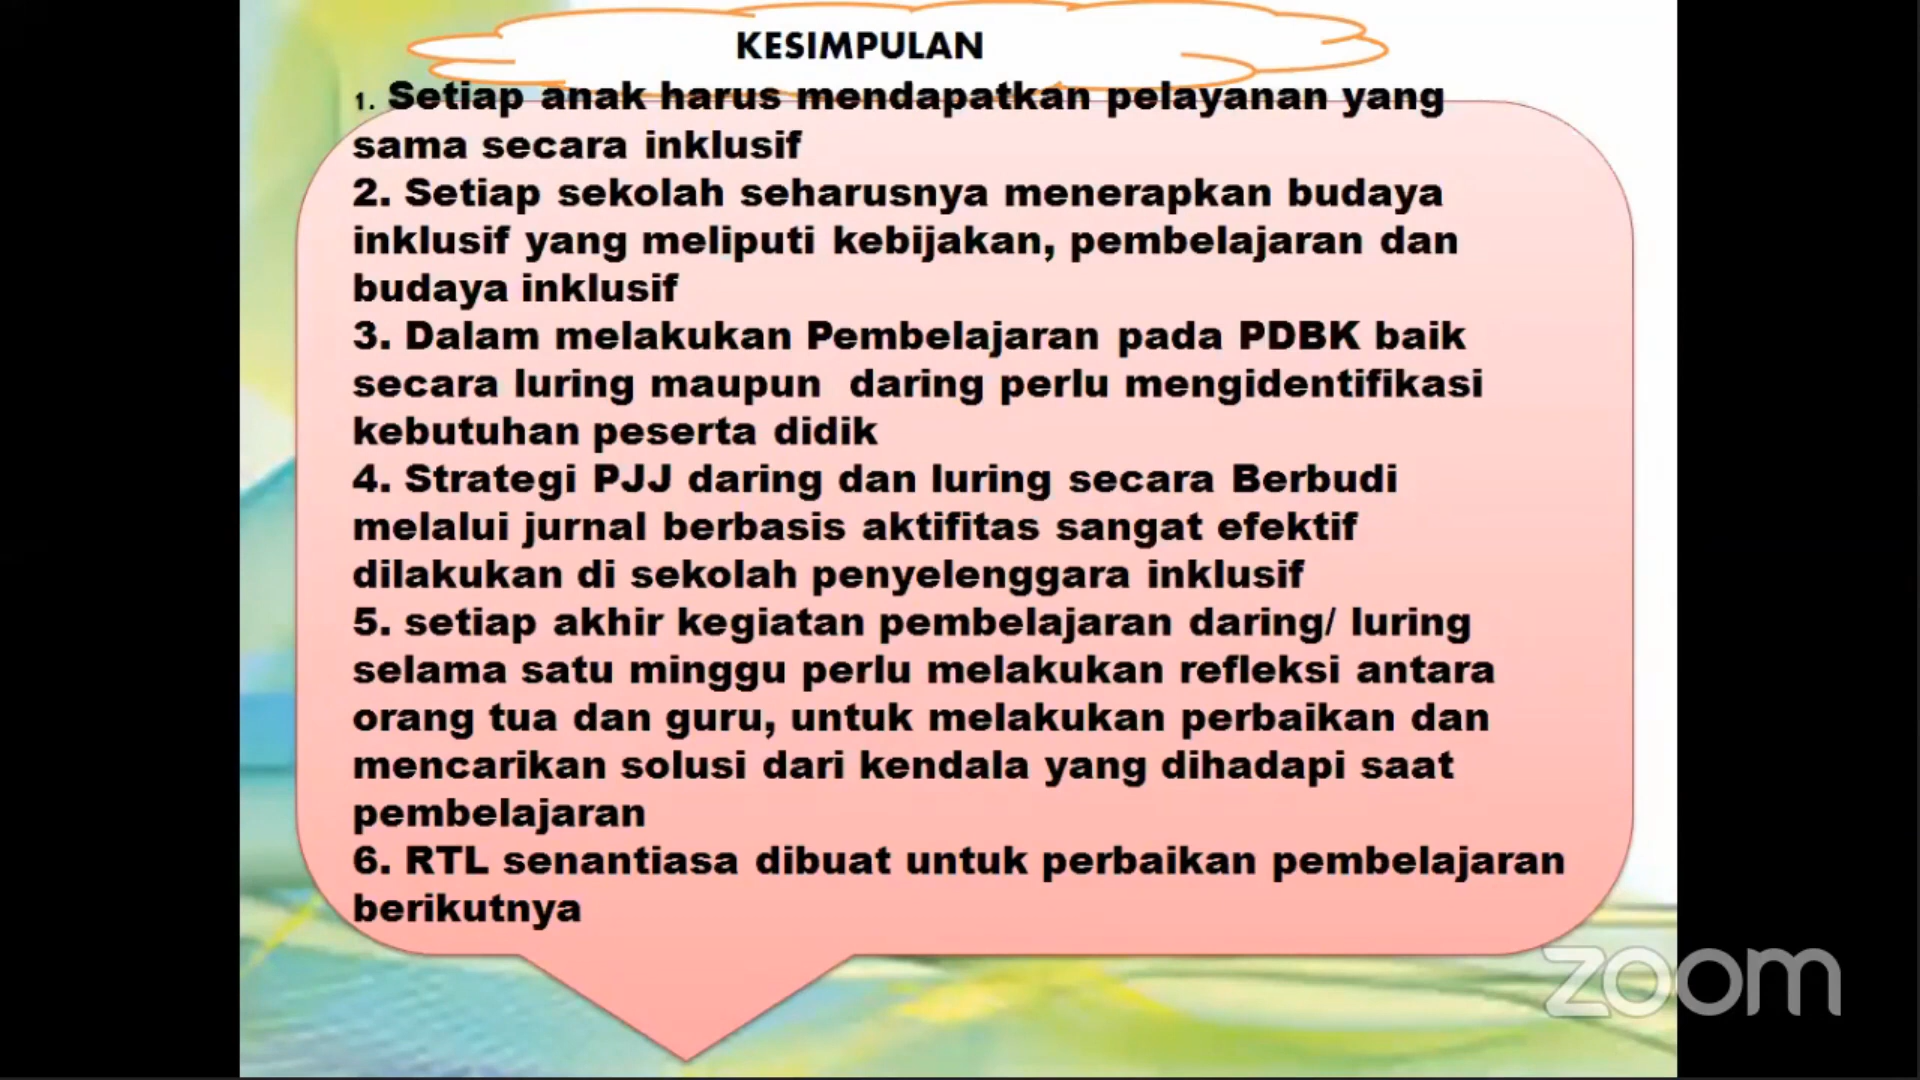 KESIMPULAN
1. Setiap anak harus mendapatkan pelayanan yang
sama secara inklusif
2. Setiap sekolah seharusnya menerapkan budaya
inklusif yang meliputi kebijakan, pembelajaran dan
budaya inklusif
3. Dalam melakukan Pembelajaran pada PDBK baik
secara luring maupun daring perlu mengidentifikasi
kebutuhan peserta didik
4. Strategi PJJ daring dan luring secara Berbudi
melalui jurnal berbasis aktifitas sangat efektif
dilakukan di sekolah penyelenggara inklusif
5. setiap akhir kegiatan pembelajaran daring/ luring
selama satu minggu perlu melakukan refleksi antara
orang tua dan guru, untuk melakukan perbaikan dan
mencarikan solusi dari kendala yang dihadapi saat
pembelajaran
6. RTL senantiasa dibuat untuk perbaikan pembelajaran
berikutnya
zoom